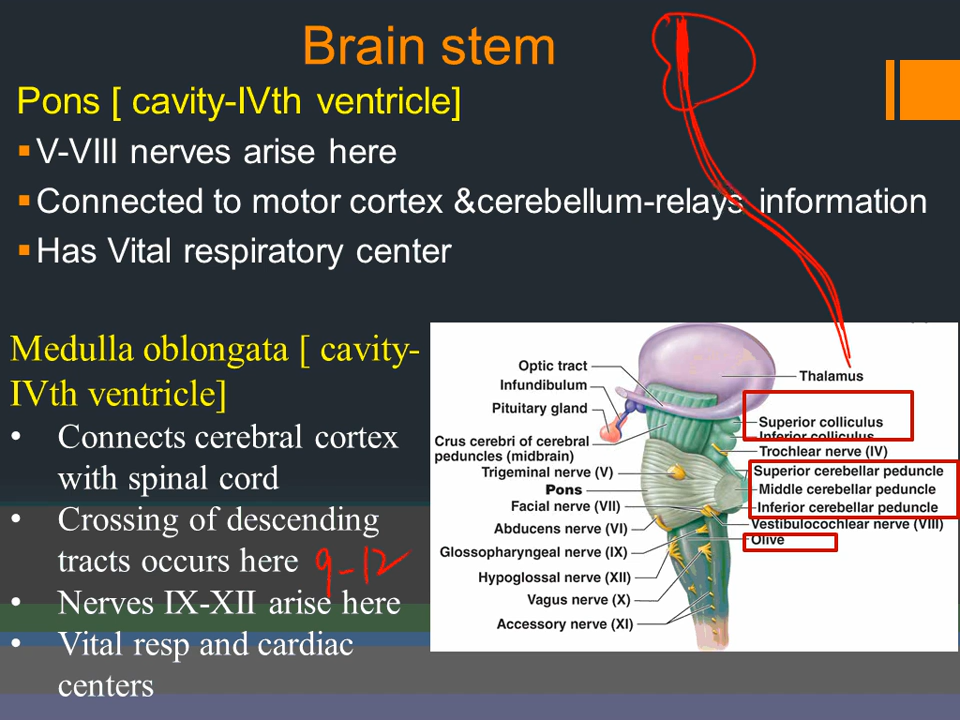 Brain stem
Pons [ cavity-IVth ventricle]
V-VIII nerves arise here
Connected to motor cortex &cerebellum-relays information
Has Vital respiratory center
Medulla oblongata [ cavity-
IVth ventricle]
• Connects cerebral cortex
with spinal cord
• Crossing of descending
tracts occurs here
9-12
• Nerves IX-XII arise here
• Vital resp and cardiac
centers
Optic tract
Infundibulum
Pituitary gland
Crus cerebri of cerebral
peduncles (midbrain)
Trigeminal nerve (V)
Pons
Facial nerve (VII)
Abducens nerve (VI)
Glossopharyngeal nerve (IX)
Hypoglossal nerve (XII)
Vagus nerve (X)
Accessory nerve (XI)
Thalamus
Superior colliculus
Inferior colliculus
Trochlear nerve (IV)
Superior cerebellar peduncle
Middle cerebellar peduncle
Inferior cerebellar peduncle
Vestibulocochlear nerve (VIII)
Olive